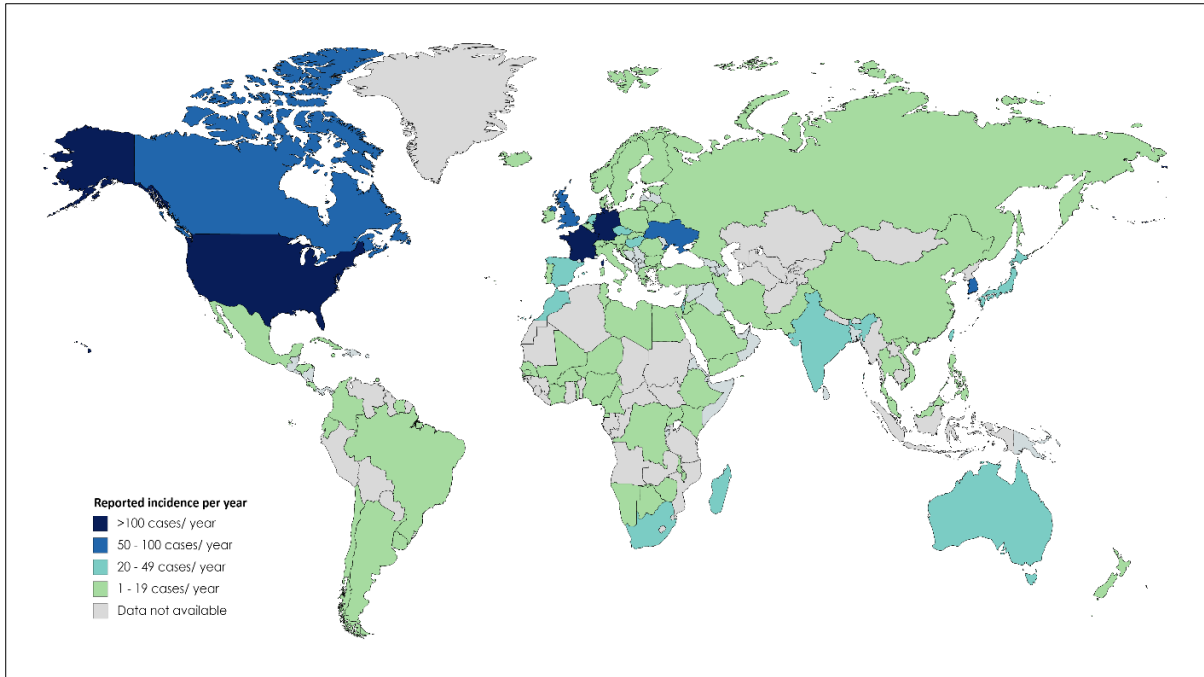 Reported incidence per year
>100 cases/ year
50 - 100 cases/ year
20 - 49 cases/ year
1 - 19 cases/ year
Data not available